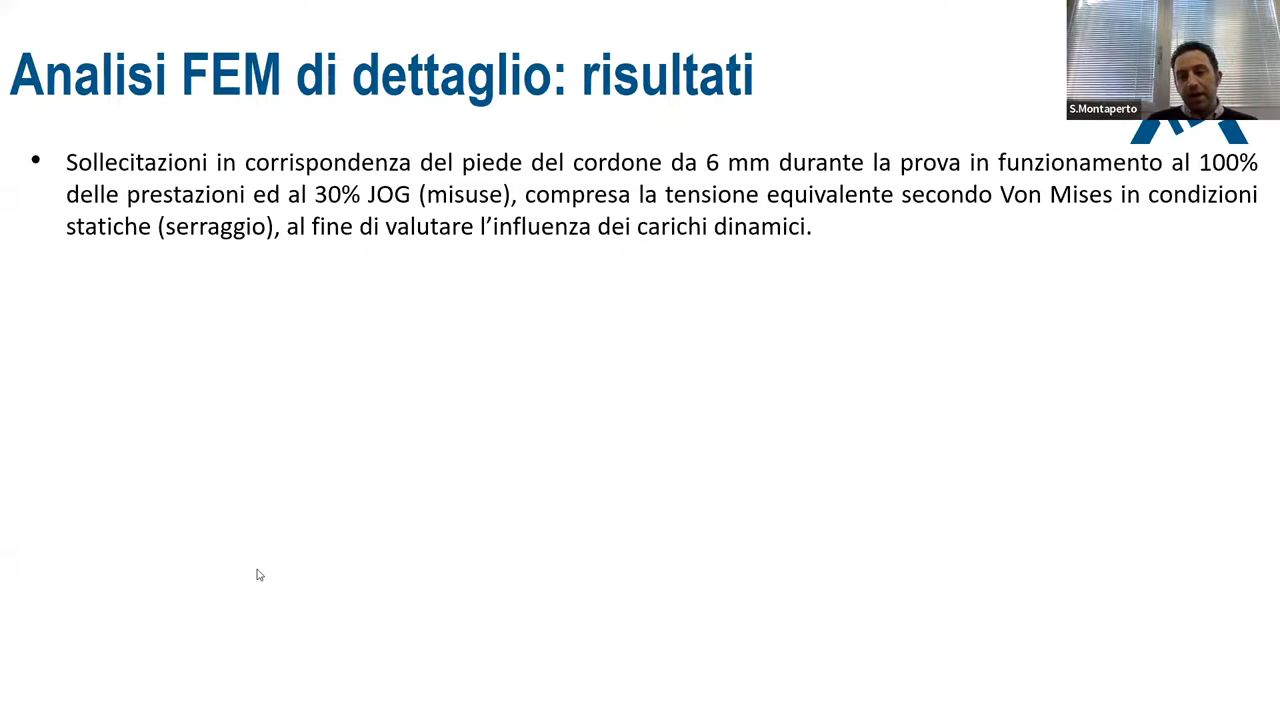 Analisi FEM di dettaglio: risultati
S.Montaperto
• Sollecitazioni in corrispondenza del piede del cordone da 6 mm durante la prova in funzionamento al 100%
delle prestazioni ed al 30% JOG (misuse), compresa la tensione equivalente secondo Von Mises in condizioni
statiche (serraggio), al fine di valutare l’influenza dei carichi dinamici.